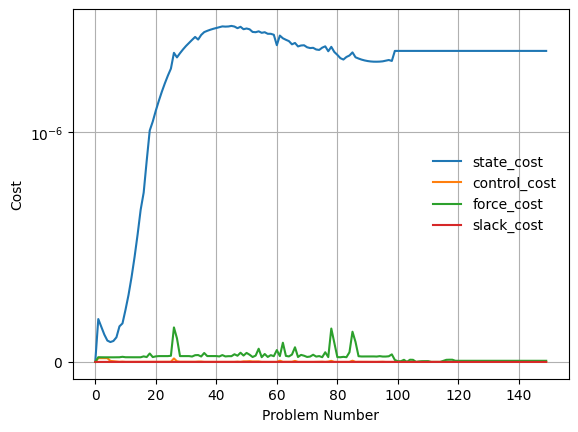 10⁻⁶
0
Cost
state_cost
control_cost
force_cost
slack_cost
0 20 40 60 80 100 120 140
Problem Number